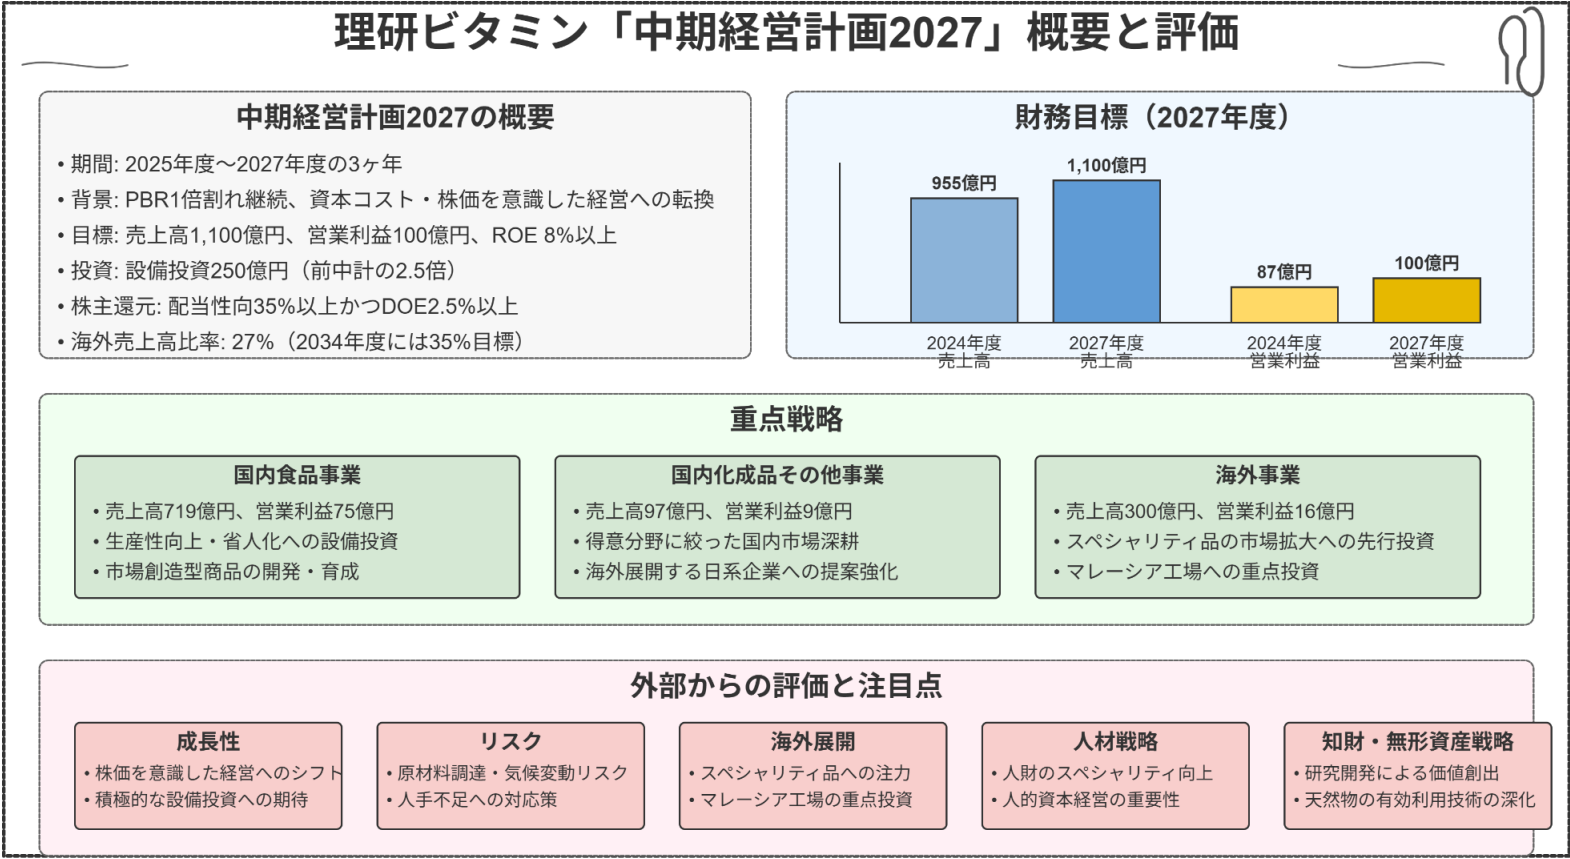 理研ビタミン「中期経営計画2027」概要と評価
中期経営計画2027の概要
• 期間: 2025年度〜2027年度の3ヶ年
• 背景: PBR1倍割れ継続、資本コスト・株価を意識した経営への転換
• 目標: 売上高1,100億円、営業利益100億円、ROE 8%以上
• 投資: 設備投資250億円（前中計の2.5倍）
• 株主還元: 配当性向35%以上かつDOE2.5%以上
• 海外売上高比率: 27%（2034年度には35%目標）
財務目標（2027年度）
955億円
1,100億円
87億円
100億円
2024年度
売上高
2027年度
売上高
2024年度
営業利益
2027年度
営業利益
重点戦略
国内食品事業
• 売上高719億円、営業利益75億円
• 生産性向上・省人化への設備投資
• 市場創造型商品の開発・育成
国内化成品その他事業
• 売上高97億円、営業利益9億円
• 得意分野に絞った国内市場深耕
• 海外展開する日系企業への提案強化
海外事業
• 売上高300億円、営業利益16億円
• スペシャリティ品の市場拡大への先行投資
• マレーシア工場への重点投資
外部からの評価と注目点
成長性
• 株価を意識した経営へのシフト
• 積極的な設備投資への期待
リスク
• 原材料調達・気候変動リスク
• 人手不足への対応策
海外展開
• スペシャリティ品への注力
• マレーシア工場の重点投資
人材戦略
• 人財のスペシャリティ向上
• 人的資本経営の重要性
知財・無形資産戦略
• 研究開発による価値創出
• 天然物の有効利用技術の深化